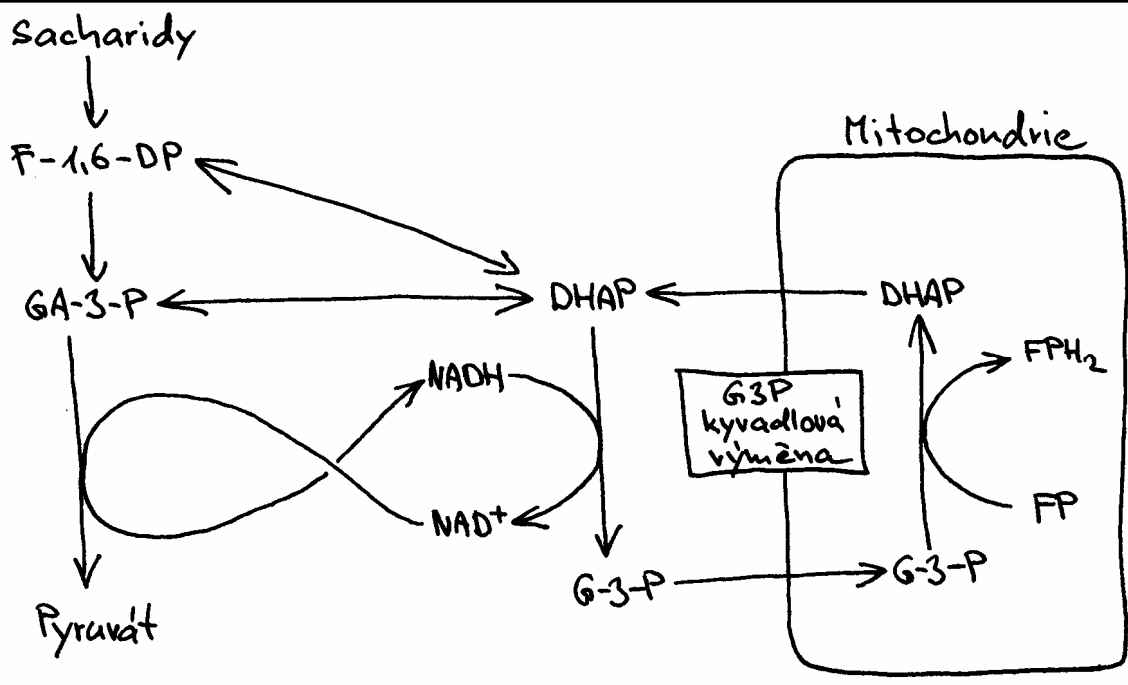 Sacharidy
Mitochondrie
F-1,6-DP
GA-3-P
DHAP
DHAP
FPH₂
NADH
G3P
kyvadlová
výměna
NAD⁺
FP
G-3-P
G-3-P
Pyruvát